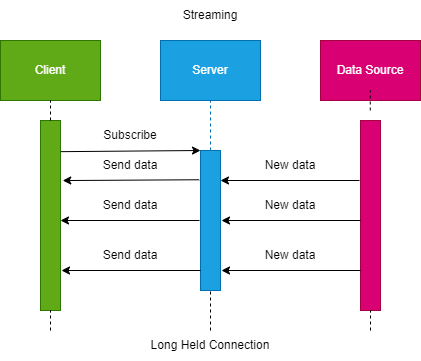 Streaming
Client
Server
Data Source
Subscribe
Send data
New data
Send data
New data
Send data
New data
Long Held Connection